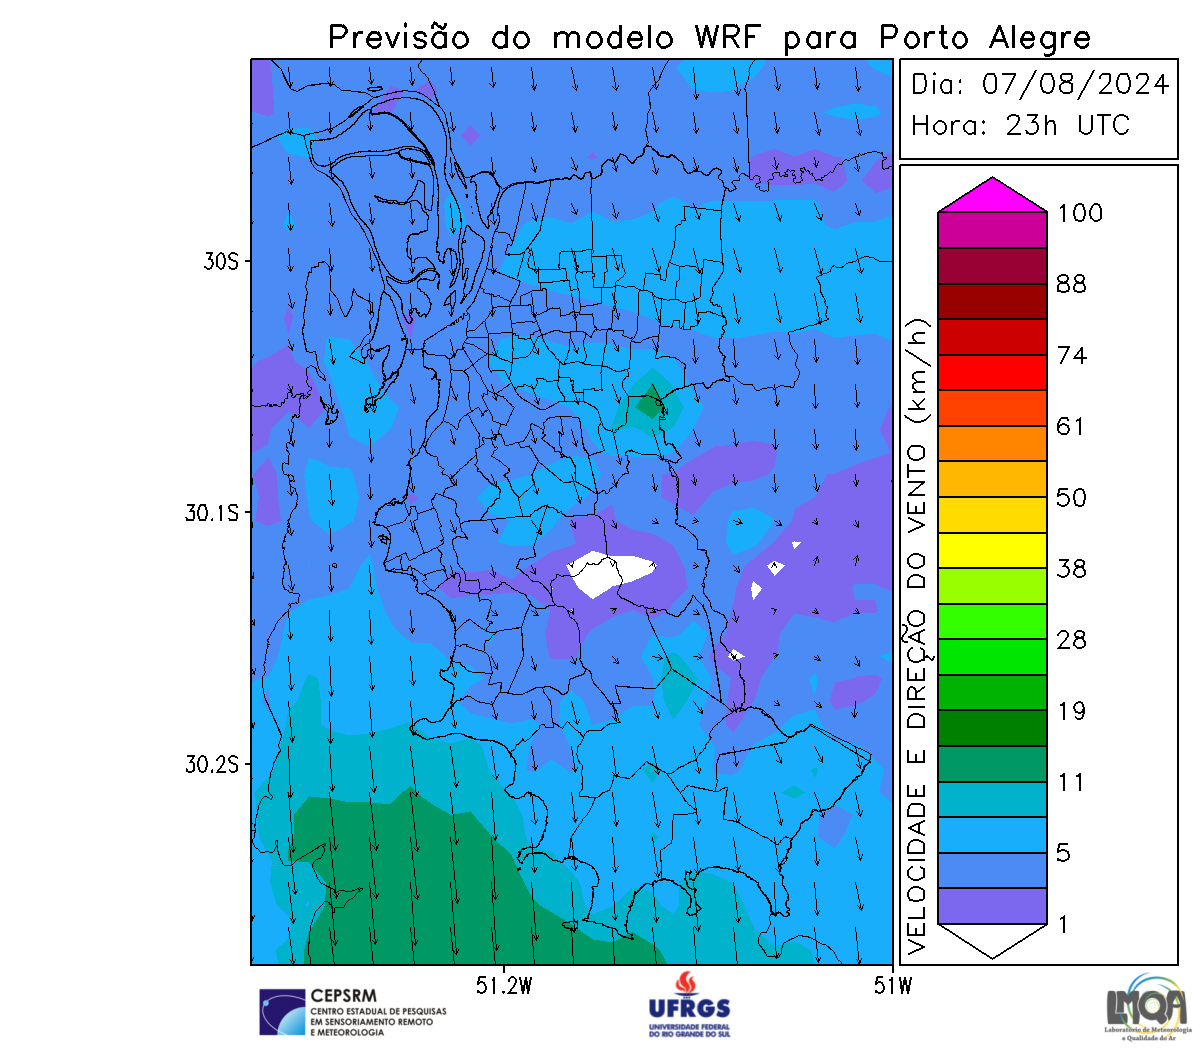 Previsão do modelo WRF para Porto Alegre
Dia: 07/08/2024
Hora: 23h UTC
30S
30.1S
30.2S
51.2W
51W
VELOCIDADE E DIREÇÃO DO VENTO (km/h)
100
88
74
61
50
38
28
19
11
5
1
CEPSRM
CENTRO ESTADUAL DE PESQUISAS
EM SENSORIAMENTO REMOTO
E METEOROLOGIA
UFRGS
UNIVERSIDADE FEDERAL
DO RIO GRANDE DO SUL
LMQA
Laboratório de Meteorologia
e Qualidade do Ar